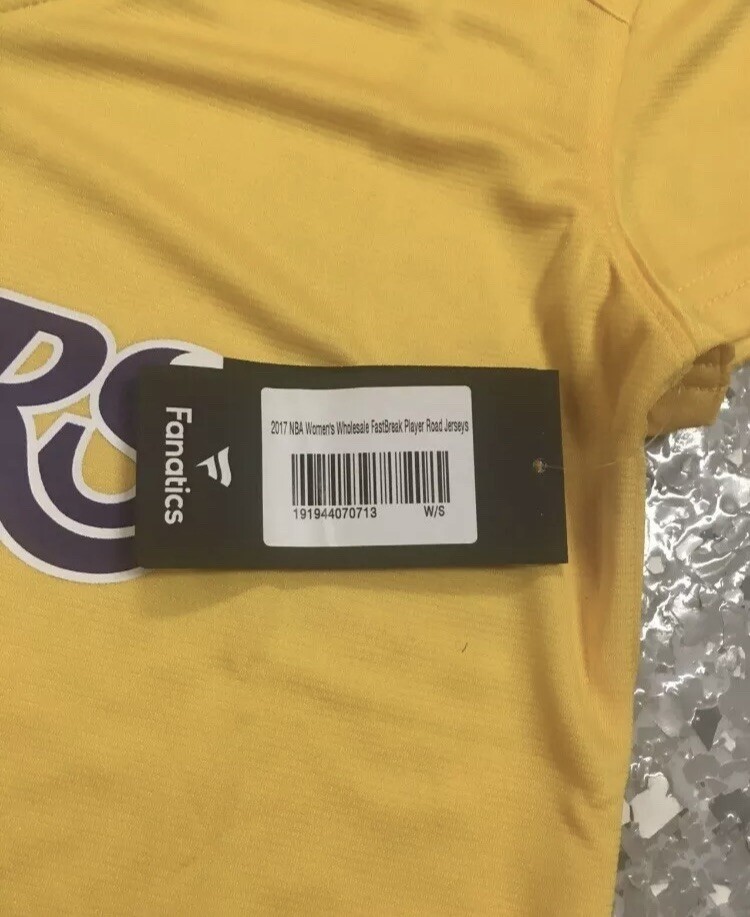 RS
Fanatics
2017 NBA Women's Wholesale FastBreak Player Road Jerseys
191944070713 W/S